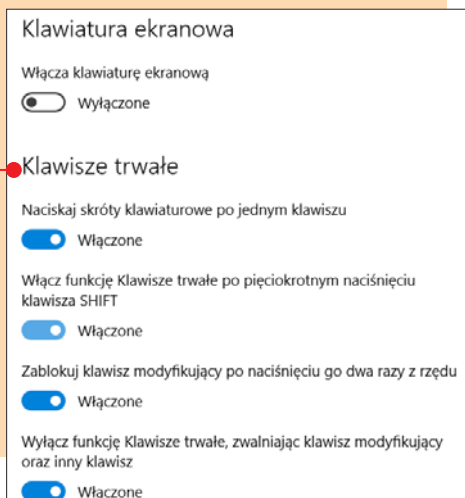 Klawiatura ekranowa
Włącza klawiaturę ekranową
Wyłączone
Klawisze trwałe
Naciskaj skróty klawiaturowe po jednym klawiszu
Włączone
Włącz funkcję Klawisze trwałe po pięciokrotnym naciśnięciu
klawisza SHIFT
Włączone
Zablokuj klawisz modyfikujący po naciśnięciu go dwa razy z rzędu
Włączone
Wyłącz funkcję Klawisze trwałe, zwalniając klawisz modyfikujący
oraz inny klawisz
Włączone